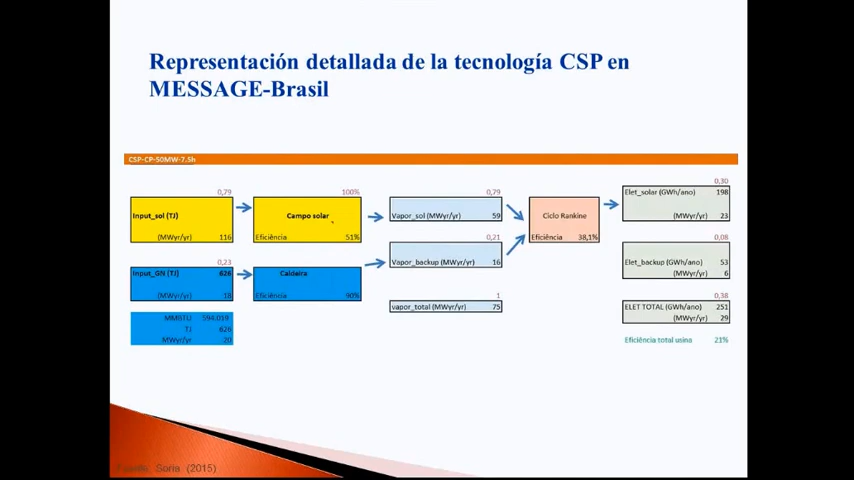 Representación detallada de la tecnología CSP en
MESSAGE-Brasil
CSP-CP-50MW-7,5h
0,79
Input_sol (TJ)
(MWyr/yr) 116
100%
Campo solar
Eficiência 51%
0,79
Vapor_sol (MWyr/yr) 59
Ciclo Rankine
Eficiência 38,1%
0,30
Elet_solar (GWh/ano) 198
(MWyr/yr) 23
0,23
Input_GN (TJ) 626
(MWyr/yr) 18
Caldeira
Eficiência 90%
0,21
Vapor_backup (MWyr/yr) 16
0,08
Elet_backup (GWh/ano) 53
(MWyr/yr) 6
1
vapor_total (MWyr/yr) 75
0,38
ELET TOTAL (GWh/ano) 251
(MWyr/yr) 29
MMBTU 594.019
TJ 626
MWyr/yr 20
Eficiência total usina 21%
Soria (2015)